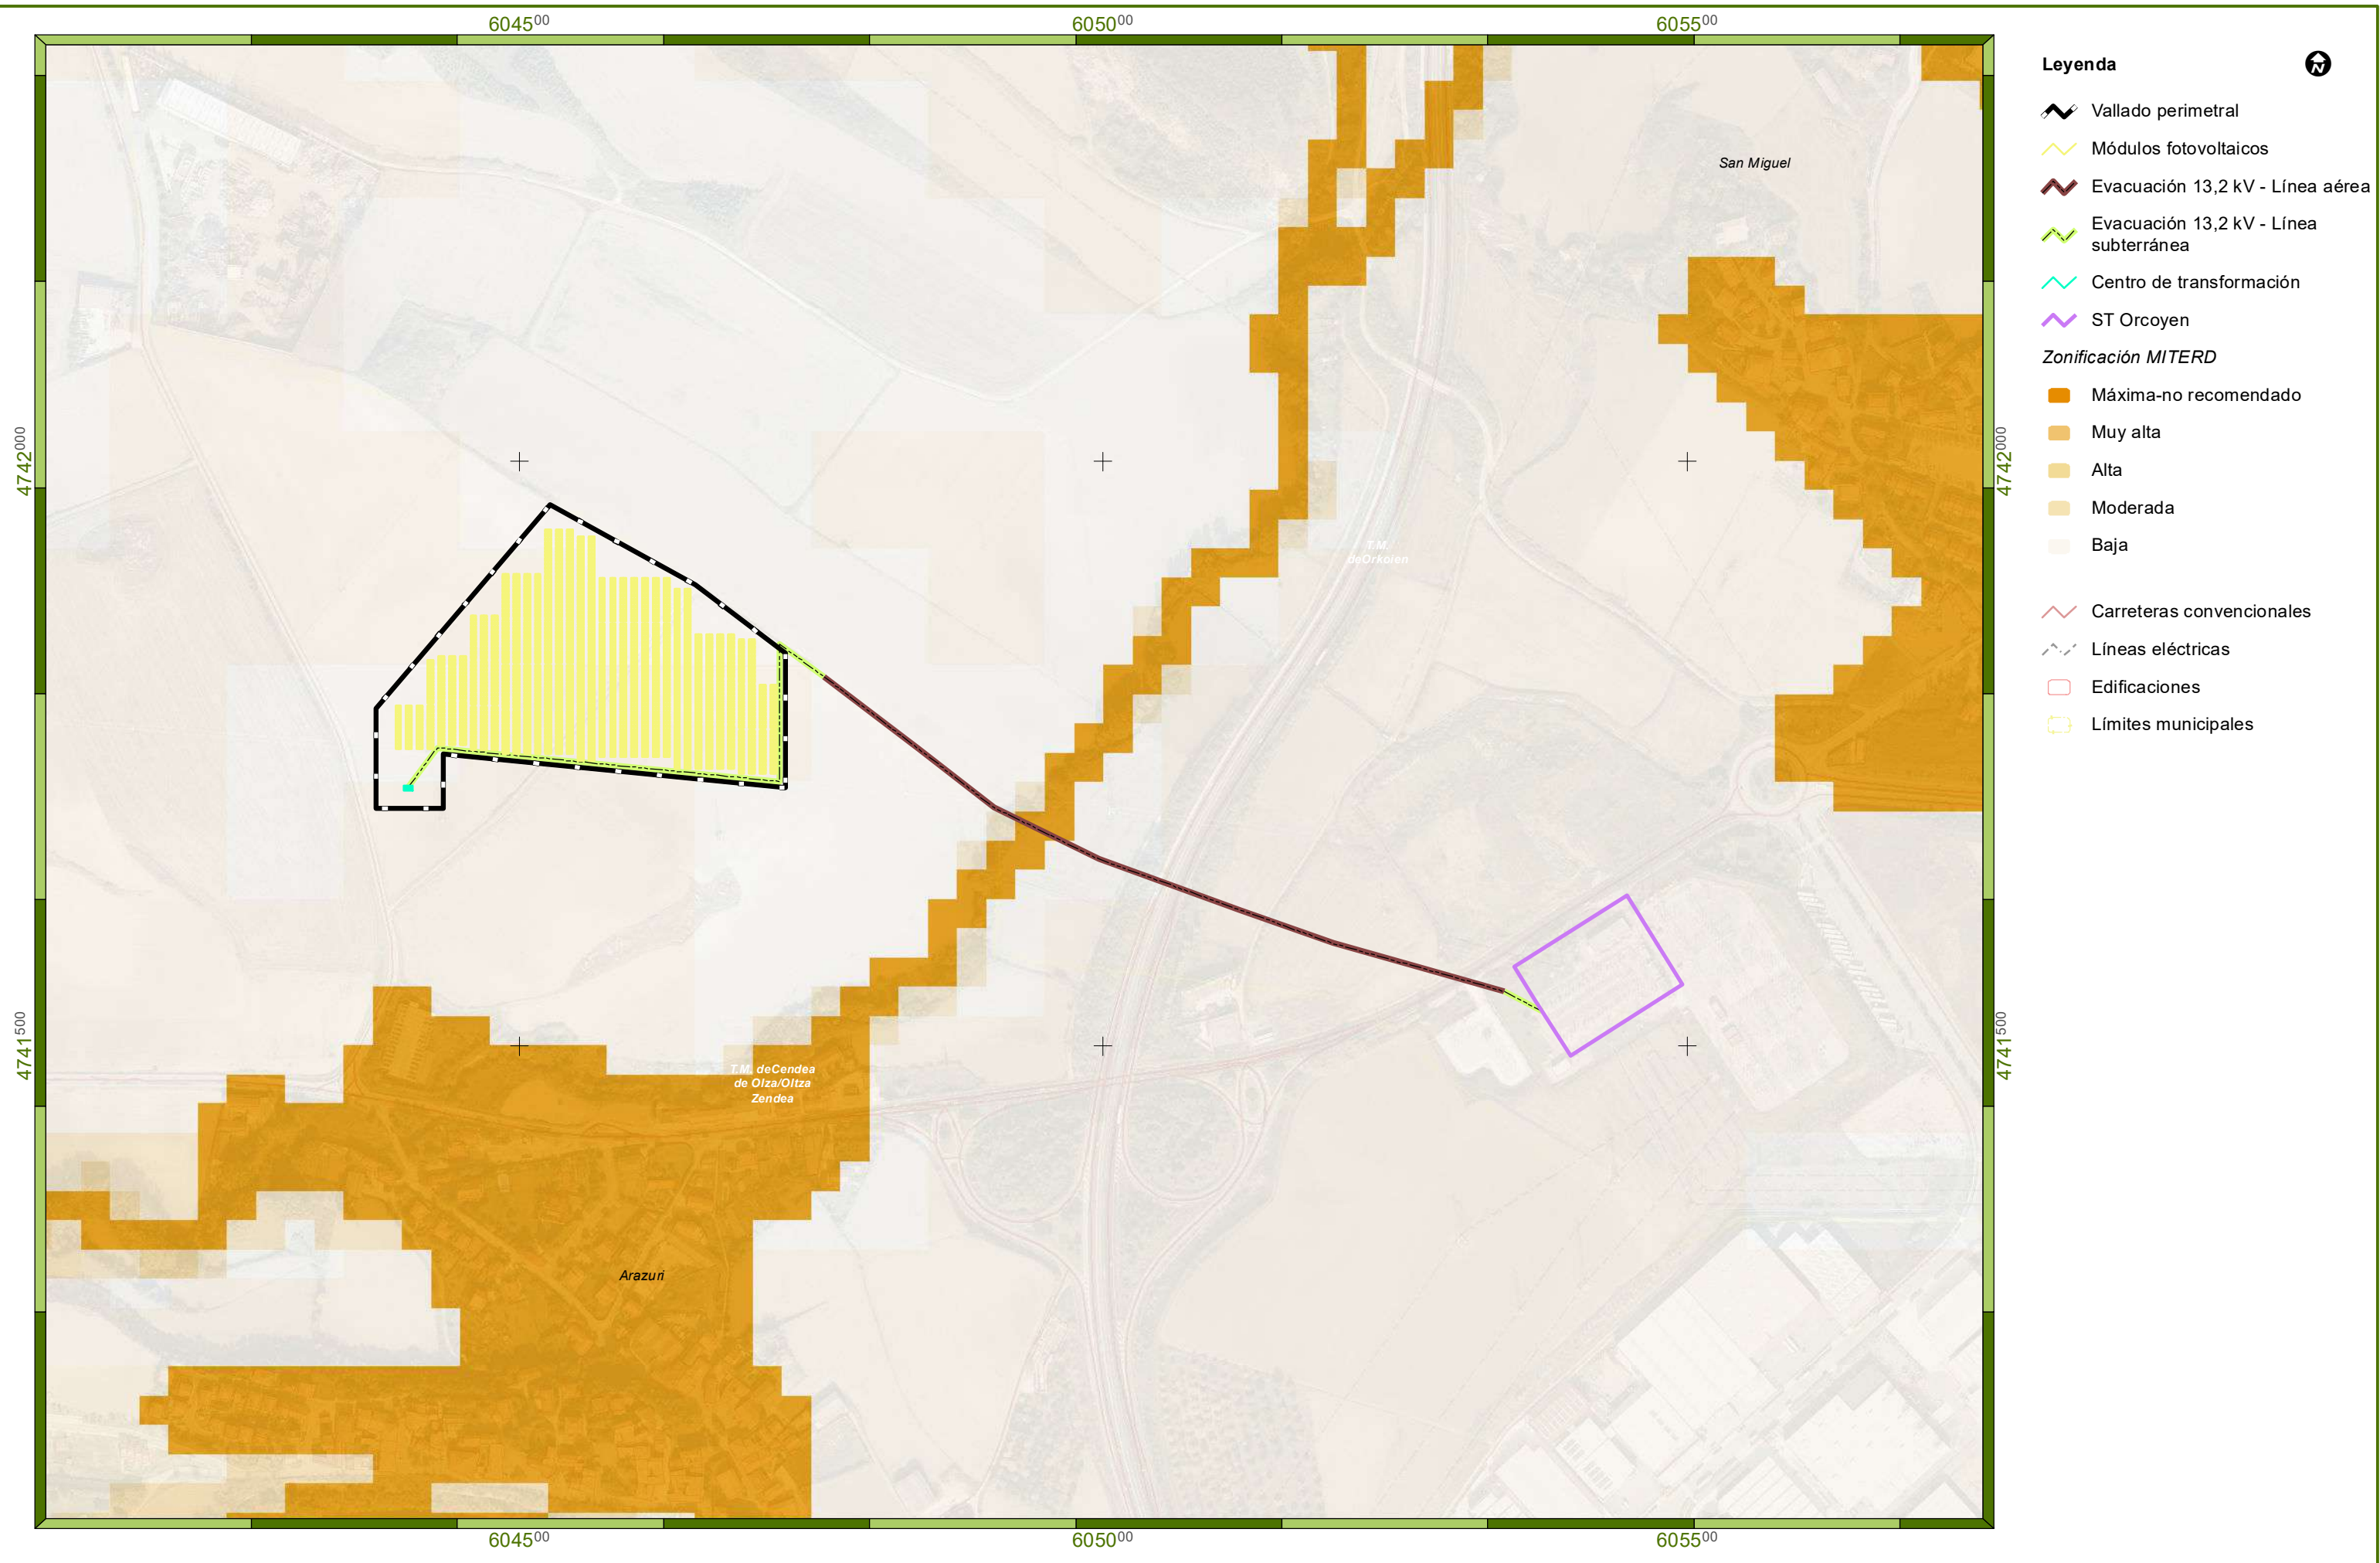 604500
605000
605500
Leyenda
N
Vallado perimetral
Módulos fotovoltaicos
Evacuación 13,2 kV - Línea aérea
Evacuación 13,2 kV - Línea
subterránea
Centro de transformación
ST Orcoyen
Zonificación MITERD
Máxima-no recomendado
Muy alta
Alta
Moderada
Baja
Carreteras convencionales
Líneas eléctricas
Edificaciones
Límites municipales
San Miguel
4742000
4742000
T.M.
deOrkoien
4741500
4741500
T.M. deCendea
de Olza/Oltza
Zendea
Arazuri
604500
605000
605500